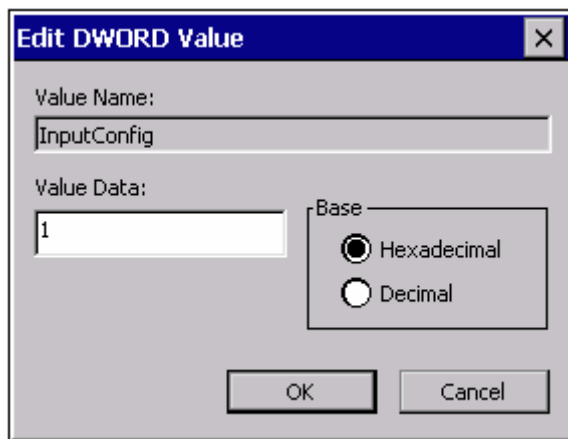 Edit DWORD Value
Value Name:
InputConfig
Value Data:
1
Base
Hexadecimal
Decimal
OK
Cancel